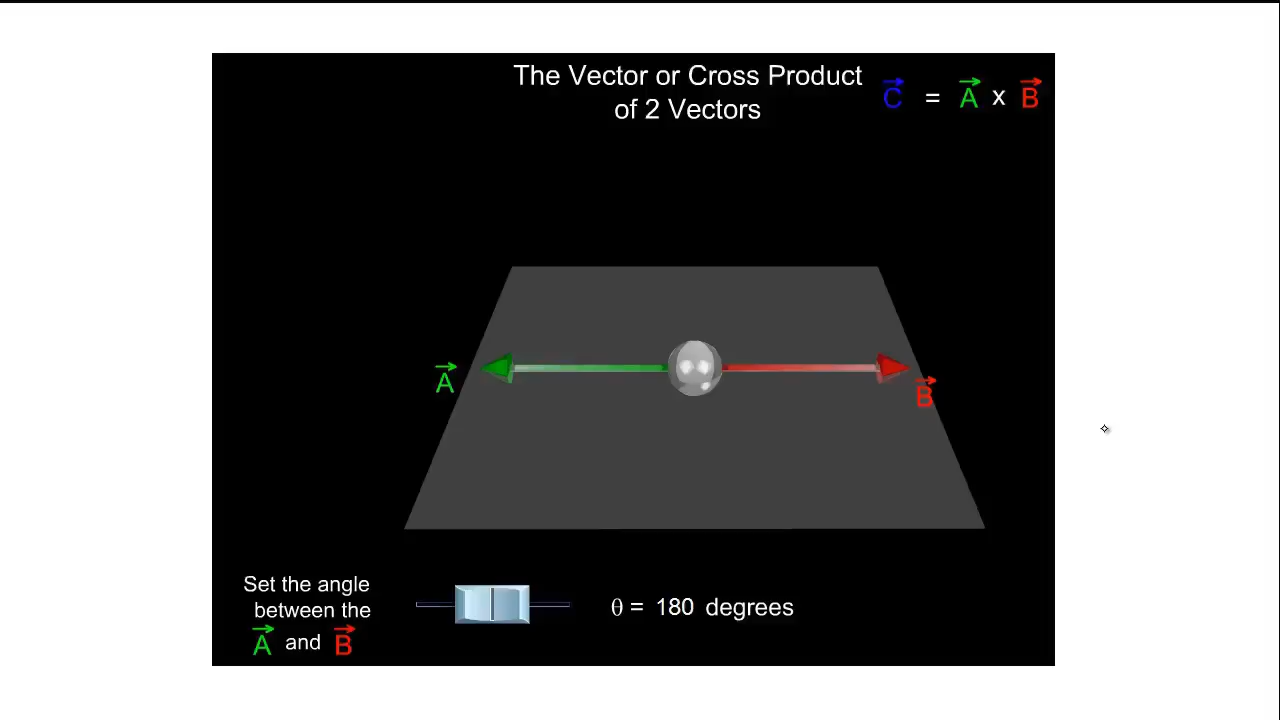 The Vector or Cross Product
of 2 Vectors
C⃗ = A⃗ x B⃗
A⃗
B⃗
Set the angle
between the
A⃗ and B⃗
θ = 180 degrees